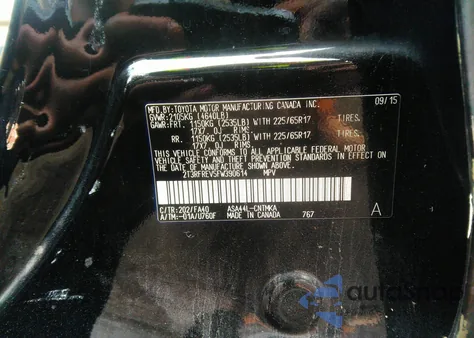 MFD.BY:TOYOTA MOTOR MANUFACTURING CANADA INC. 09/15
GVWR:2105KG (4640LB)
GAWR:FRT. 1150KG (2535LB) WITH 225/65R17 TIRES,
17X7 0J RIMS
RR. 1150KG (2535LB) WITH 225/65R17 TIRES,
17X7 0J RIMS
THIS VEHICLE CONFORMS TO ALL APPLICABLE FEDERAL MOTOR
VEHICLE SAFETY AND THEFT PREVENTION STANDARDS IN
EFFECT ON THE DATE OF MANUFACTURE SHOWN ABOVE.
2T3RFREV5FW390614 MPV
C/TR:202/FA40 ASA44L-CNTMKA A
A/TM:-01A/U760F MADE IN CANADA 767